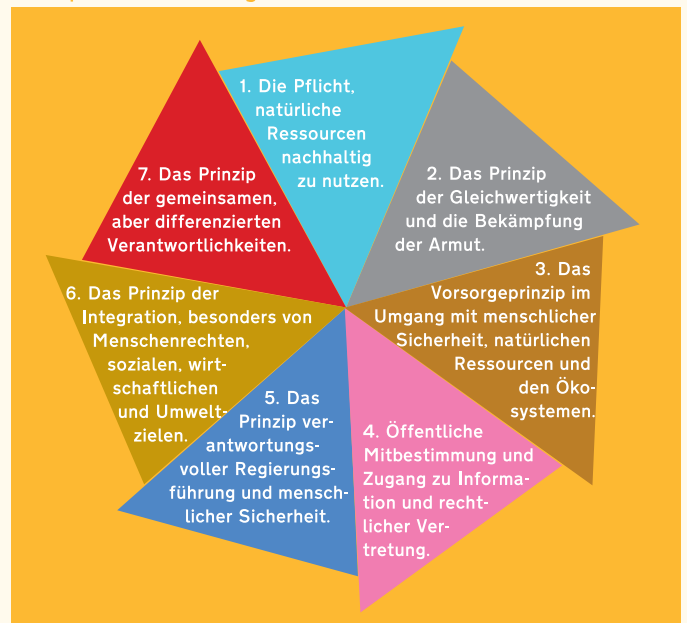 1. Die Pflicht,
natürliche
Ressourcen
nachhaltig
zu nutzen.
2. Das Prinzip
der Gleichwertigkeit
und die Bekämpfung
der Armut.
3. Das
Vorsorgeprinzip im
Umgang mit menschlicher
Sicherheit, natürlichen
Ressourcen und
den Öko-
systemen.
4. Öffentliche
Mitbestimmung und
Zugang zu Informa-
tion und recht-
licher Ver-
tretung.
5. Das
Prinzip ver-
antwortungs-
voller Regierungs-
führung und mensch-
licher Sicherheit.
6. Das Prinzip der
Integration, besonders von
Menschenrechten,
sozialen, wirt-
schaftlichen
und Umwelt-
zielen.
7. Das Prinzip
der gemeinsamen,
aber differenzierten
Verantwortlichkeiten.